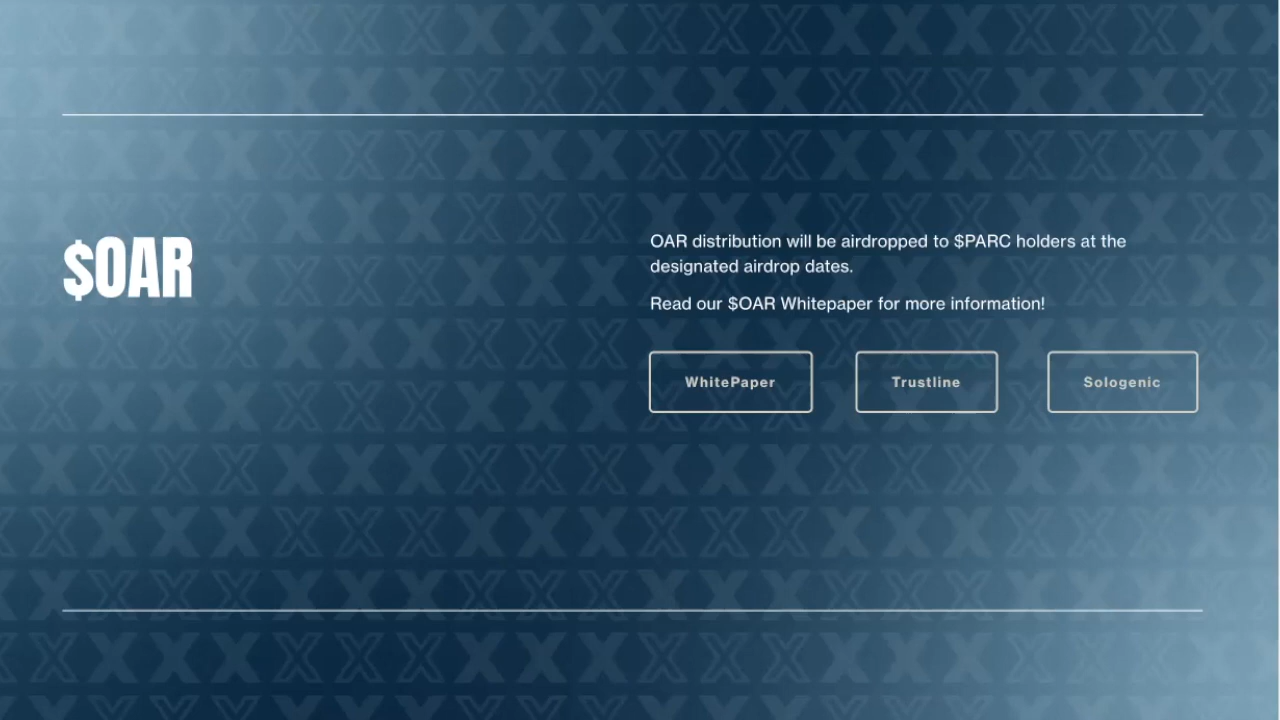 $OAR
OAR distribution will be airdropped to $PARC holders at the
designated airdrop dates.
Read our $OAR Whitepaper for more information!
WhitePaper
Trustline
Sologenic